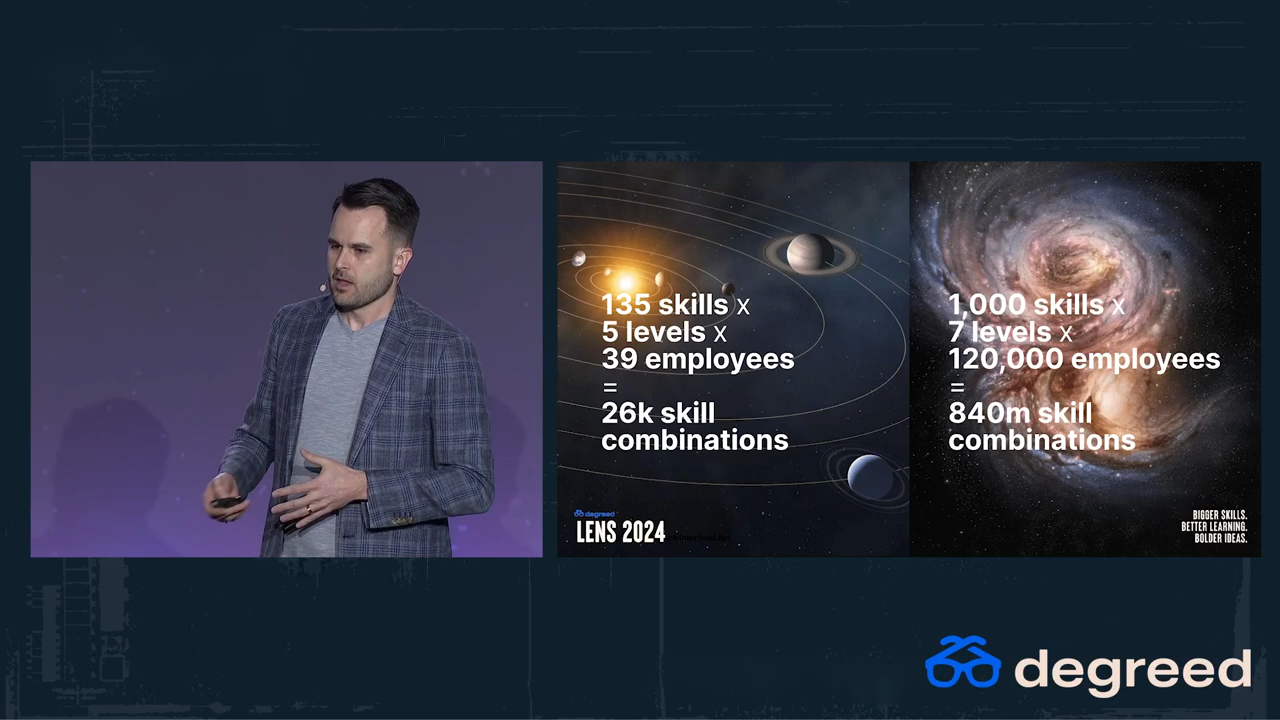 135 skills x
5 levels x
39 employees
=
26k skill
combinations
1,000 skills x
7 levels x
120,000 employees
=
840m skill
combinations
degreed
LENS 2024
BIGGER SKILLS.
BETTER LEARNING.
BOLDER IDEAS.
degreed